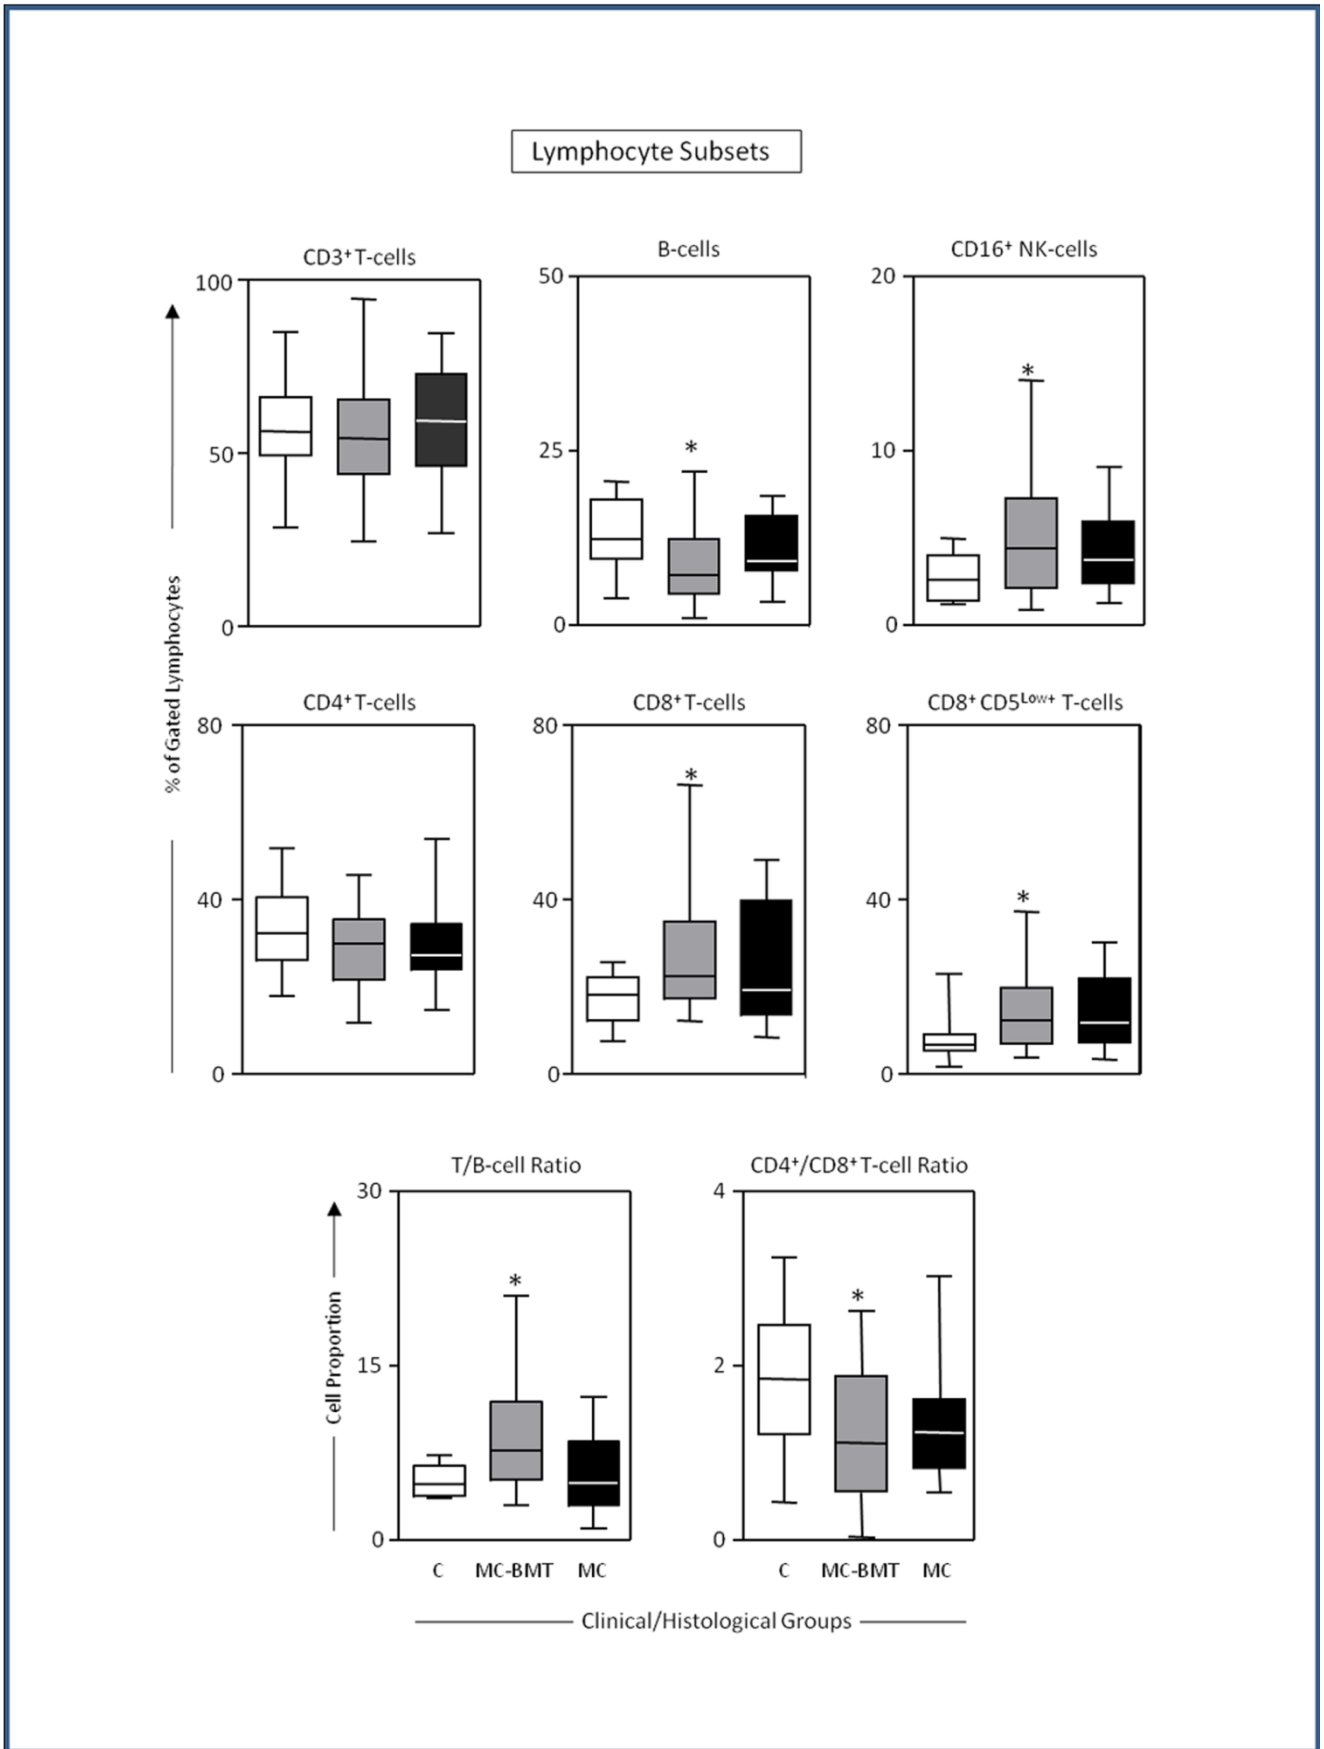 Lymphocyte Subsets
CD3⁺ T-cells
B-cells
CD16⁺ NK-cells
100
50
0
50
25
0
20
10
0
*
*
% of Gated Lymphocytes
CD4⁺ T-cells
CD8⁺ T-cells
CD8⁺ CD5ᴸᵒʷ⁺ T-cells
80
40
0
80
40
0
80
40
0
*
*
T/B-cell Ratio
CD4⁺/CD8⁺ T-cell Ratio
30
15
0
4
2
0
*
*
Cell Proportion
C MC-BMT MC
C MC-BMT MC
Clinical/Histological Groups